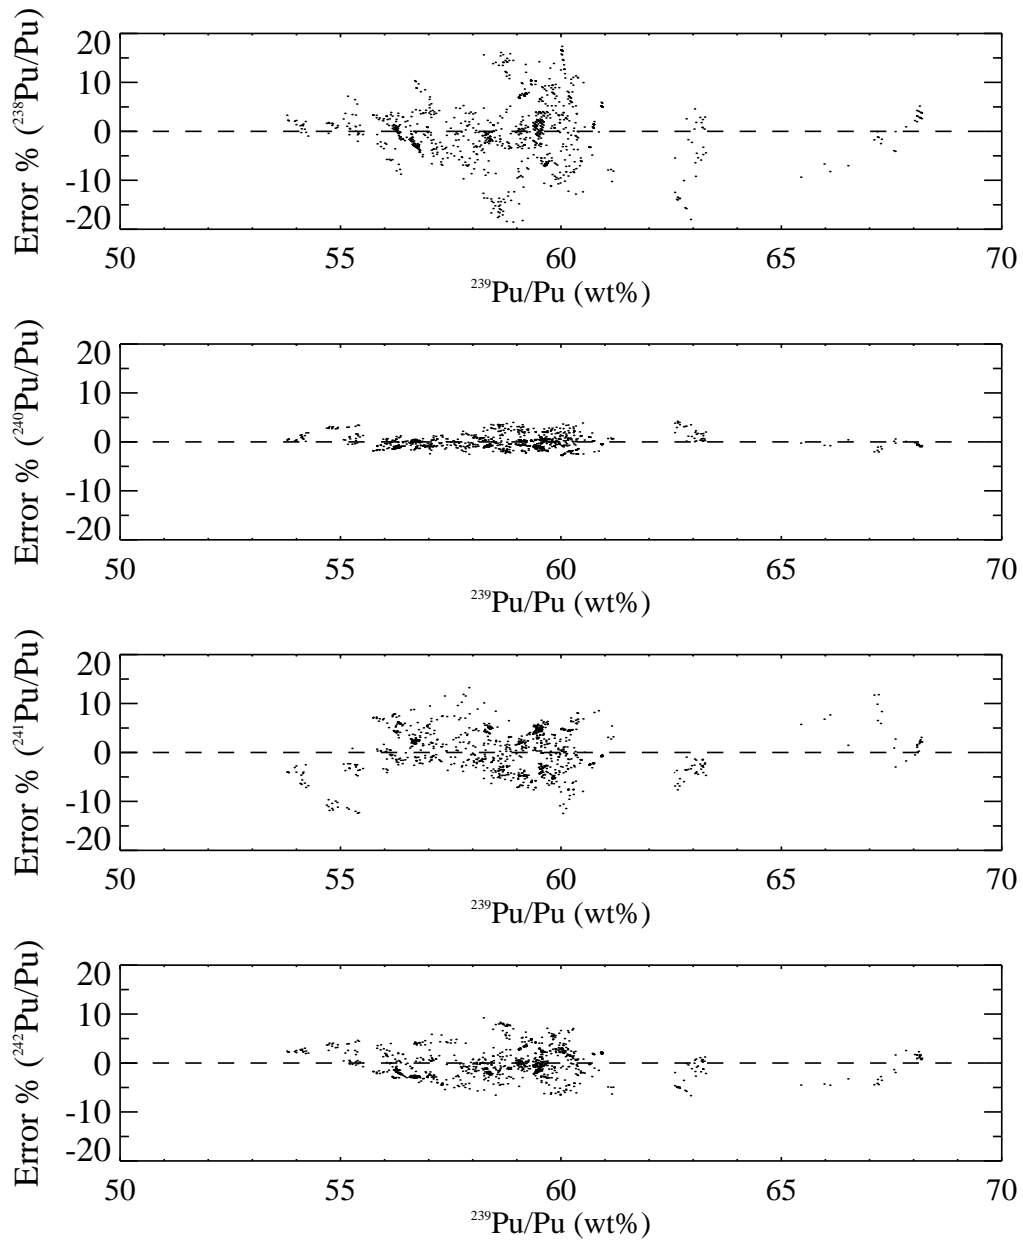 20
10
0
-10
-20
Error % (²³⁸Pu/Pu)
50 55 60 65 70
²³⁹Pu/Pu (wt%)
20
10
0
-10
-20
Error % (²⁴⁰Pu/Pu)
50 55 60 65 70
²³⁹Pu/Pu (wt%)
20
10
0
-10
-20
Error % (²⁴¹Pu/Pu)
50 55 60 65 70
²³⁹Pu/Pu (wt%)
20
10
0
-10
-20
Error % (²⁴²Pu/Pu)
50 55 60 65 70
²³⁹Pu/Pu (wt%)